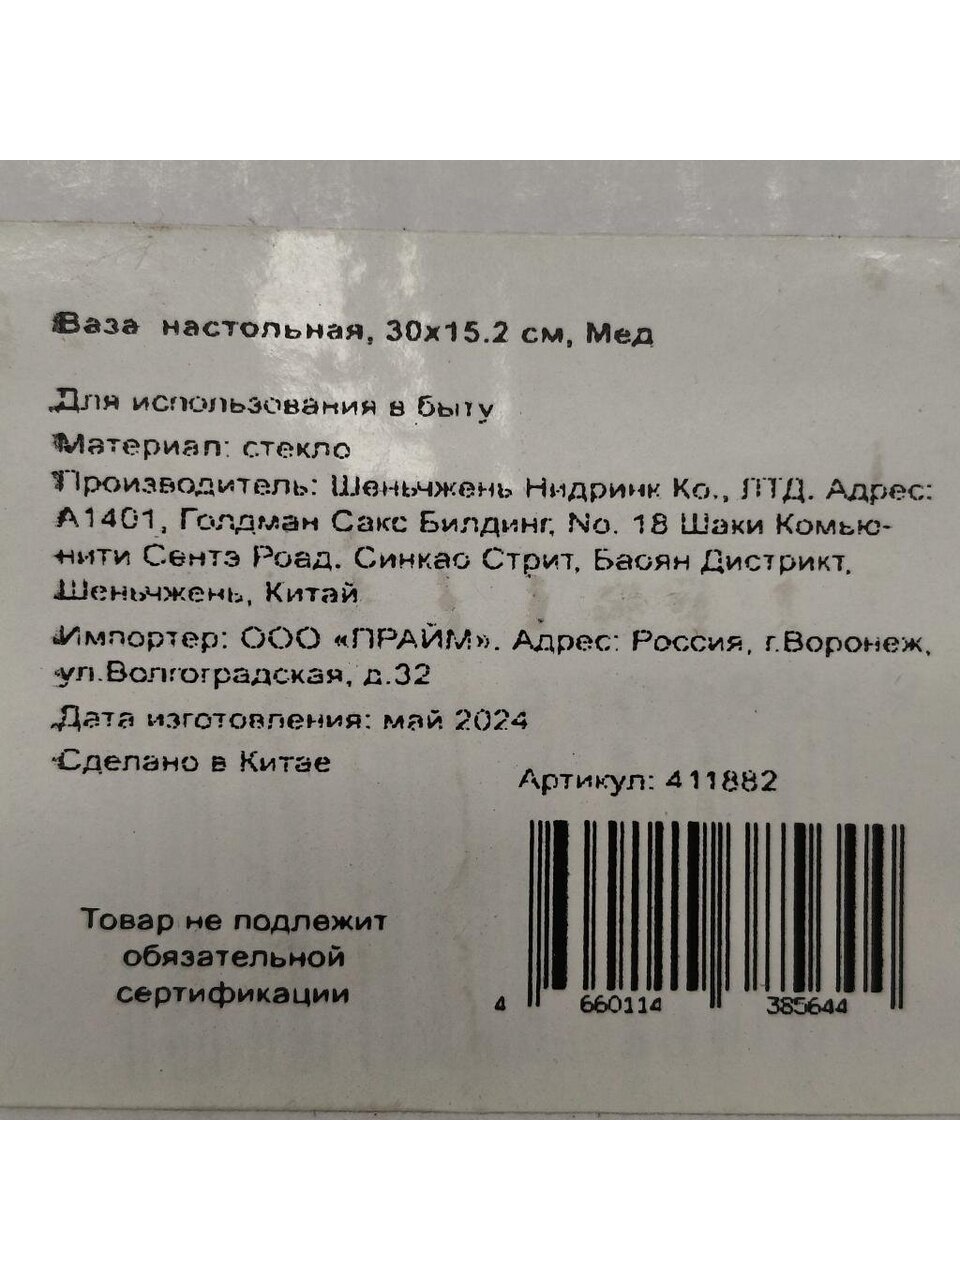 Ваза настольная, 30х15.2 см, Мед
Для использования в быту
Материал: стекло
Производитель: Шеньчжень Нидринк Ко., ЛТД. Адрес:
А1401, Голдман Сакс Билдинг, No. 18 Шаки Комью-
нити Сентэ Роад. Синкао Стрит, Баоян Дистрикт,
Шеньчжень, Китай
Импортер: ООО «ПРАЙМ». Адрес: Россия, г.Воронеж,
ул.Волгоградская, д.32
Дата изготовления: май 2024
Сделано в Китае
Артикул: 411882
Товар не подлежит
обязательной
сертификации
4 660114 385644